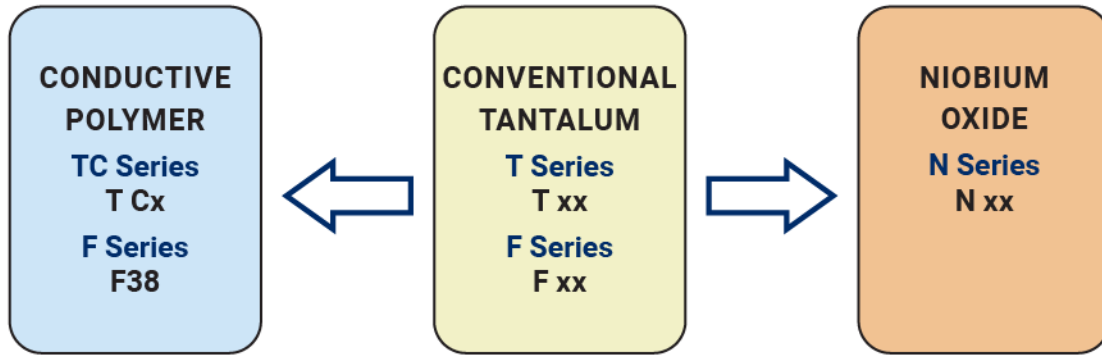 CONDUCTIVE
POLYMER
TC Series
T Cx
F Series
F38
CONVENTIONAL
TANTALUM
T Series
T xx
F Series
F xx
NIOBIUM
OXIDE
N Series
N xx